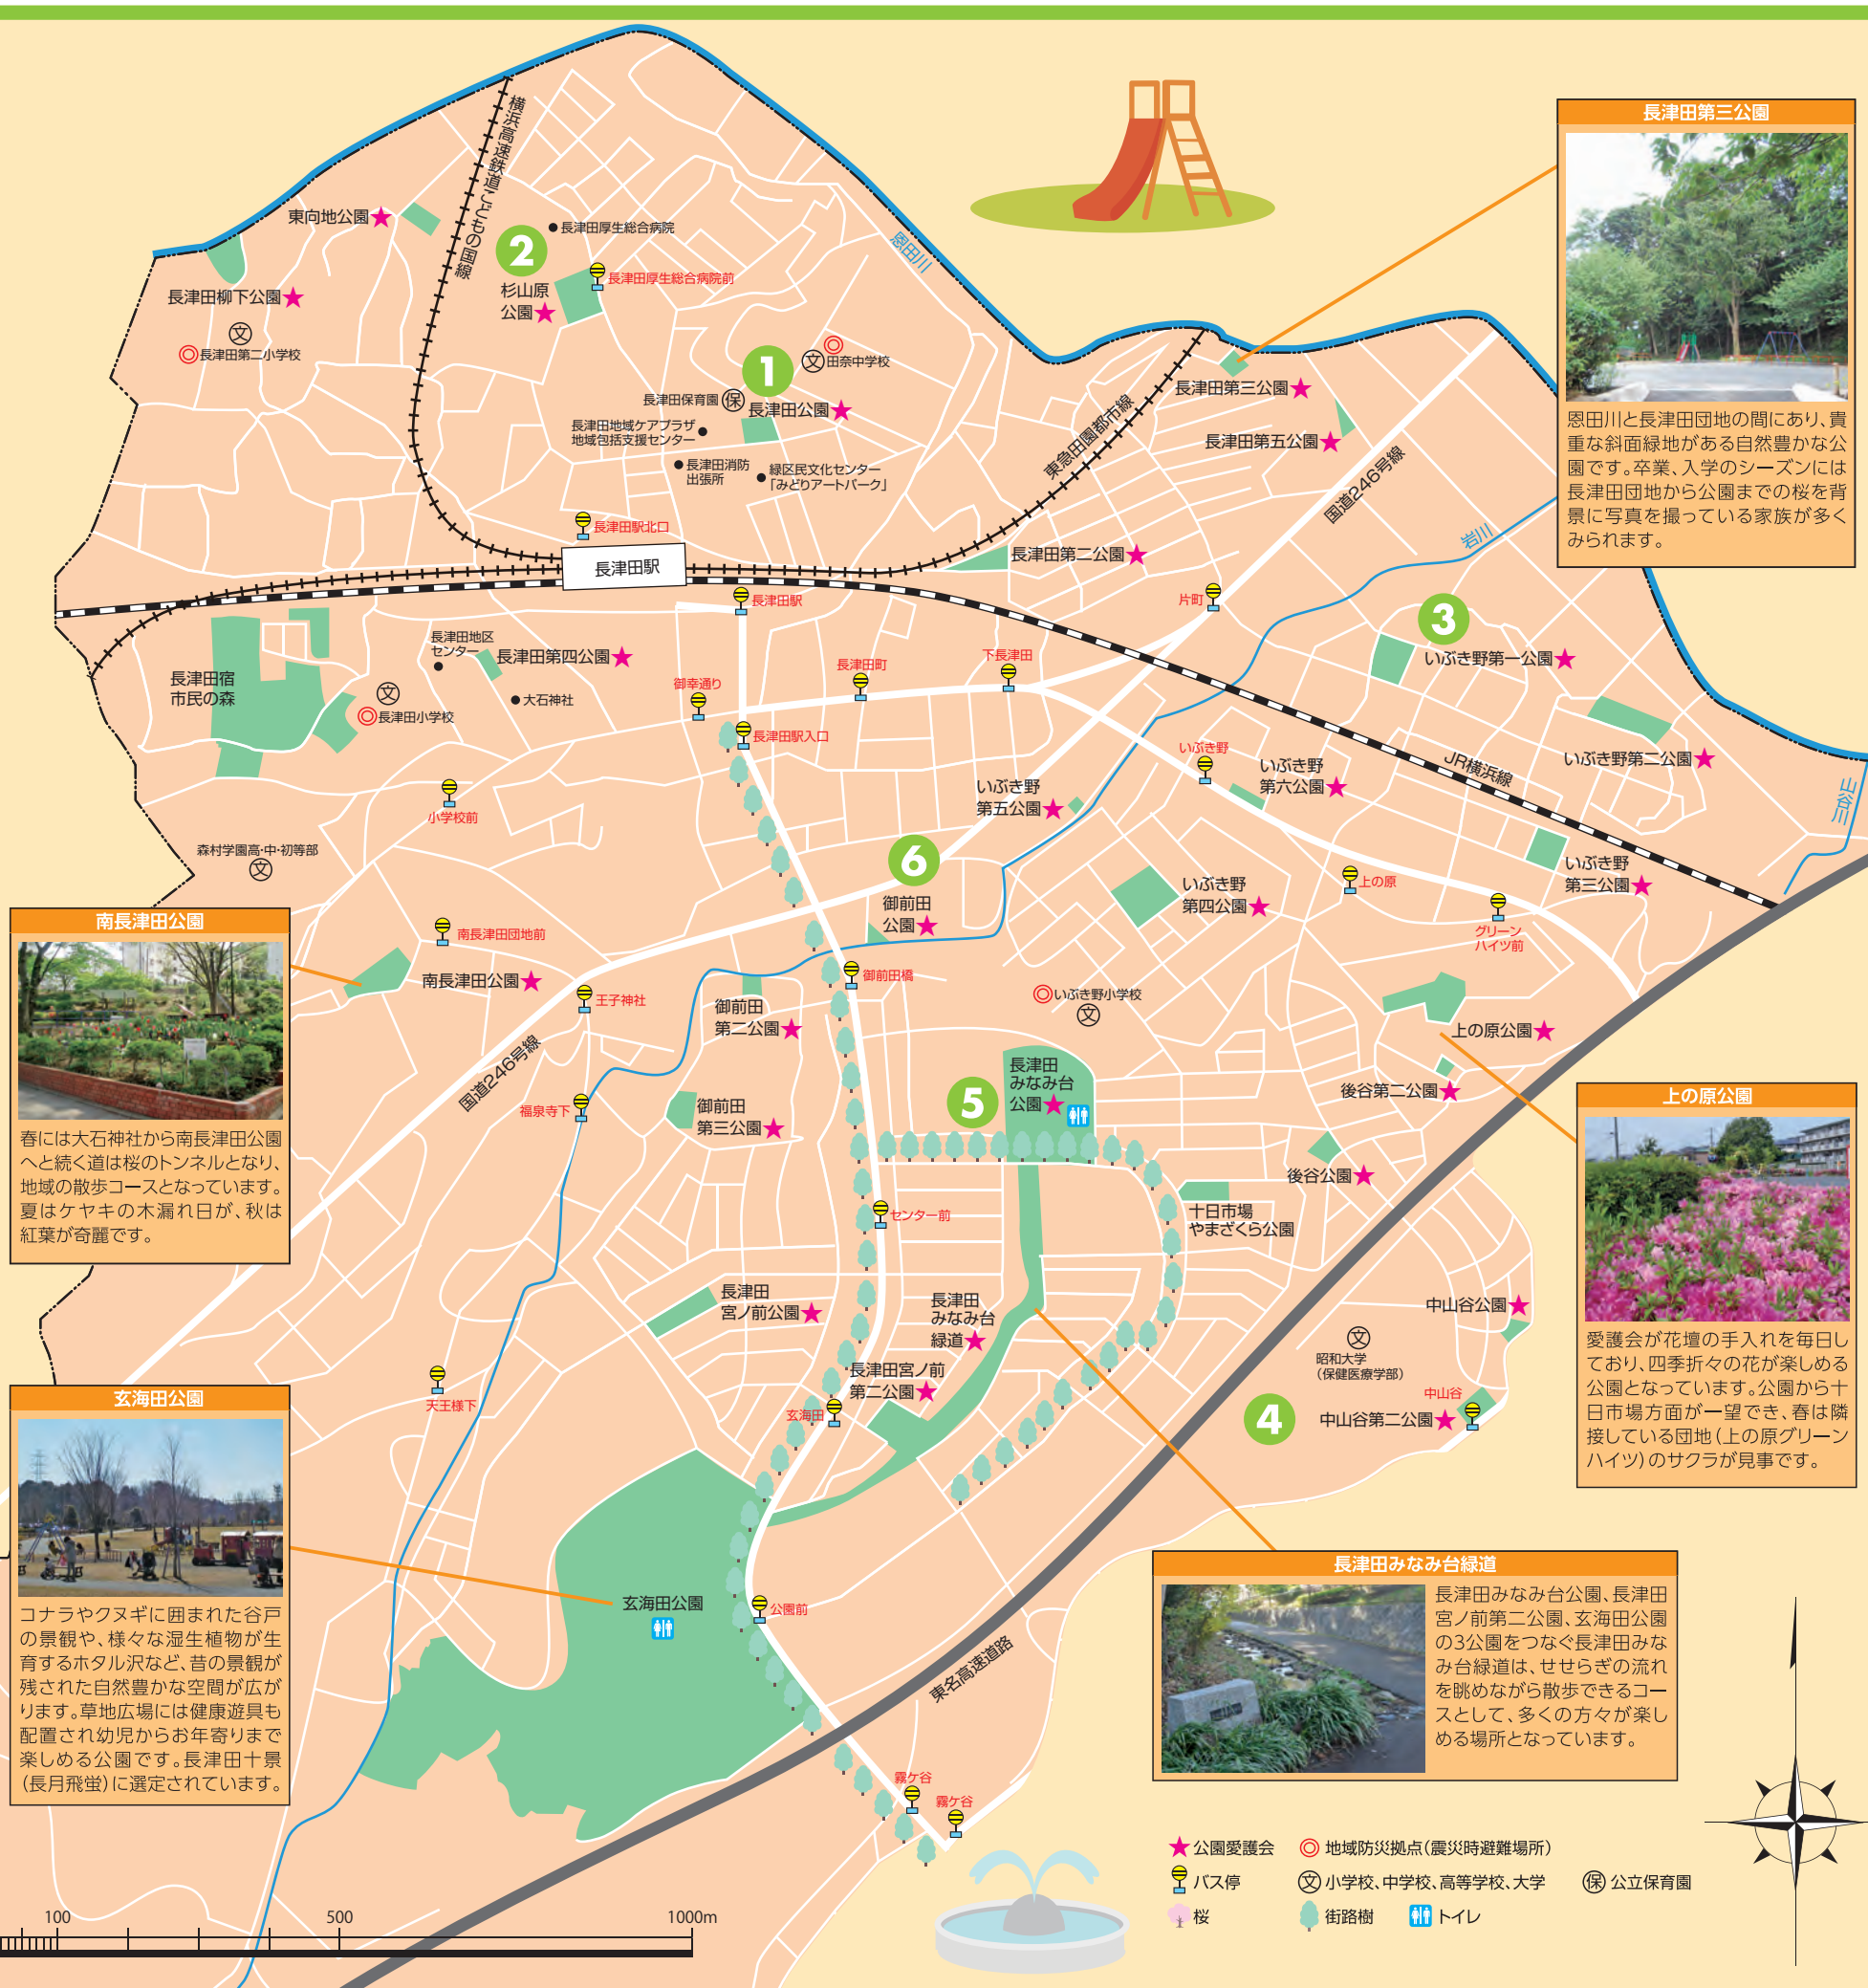 横浜高速鉄道こどもの国線
東向地公園
長津田厚生総合病院
2
長津田厚生総合病院前
杉山原
公園
長津田柳下公園
文
長津田第二小学校
恩田川
1
文
田奈中学校
長津田保育園
保
長津田公園
長津田地域ケアプラザ
地域包括支援センター
長津田消防
出張所
緑区民文化センター
「みどりアートパーク」
東急田園都市線
長津田第三公園
長津田第五公園
国道246号線
長津田第三公園
恩田川と長津田団地の間にあり、貴
重な斜面緑地がある自然豊かな公
園です。卒業、入学のシーズンには
長津田団地から公園までの桜を背
景に写真を撮っている家族が多く
みられます。
長津田駅北口
長津田駅
長津田第二公園
岩川
長津田駅
片町
3
いぶき野第一公園
長津田宿
市民の森
長津田地区
センター
長津田第四公園
大石神社
文
長津田小学校
御幸通り
長津田町
下長津田
長津田駅入口
いぶき野
いぶき野
第六公園
JR横浜線
いぶき野第二公園
山谷川
いぶき野
第五公園
小学校前
森村学園高・中・初等部
文
6
御前田
公園
いぶき野
第四公園
上の原
いぶき野
第三公園
グリーン
ハイツ前
南長津田公園
春には大石神社から南長津田公園
へと続く道は桜のトンネルとなり、
地域の散歩コースとなっています。
夏はケヤキの木漏れ日が、秋は
紅葉が奇麗です。
南長津田団地前
南長津田公園
王子神社
御前田橋
御前田
第二公園
いぶき野小学校
文
上の原公園
国道246号線
福泉寺下
御前田
第三公園
5
長津田
みなみ台
公園
後谷第二公園
後谷公園
上の原公園
愛護会が花壇の手入れを毎日し
ており、四季折々の花が楽しめる
公園となっています。公園から十
日市場方面が一望でき、春は隣
接している団地(上の原グリーン
ハイツ)のサクラが見事です。
センター前
十日市場
やまざくら公園
長津田
宮ノ前公園
長津田
みなみ台
緑道
中山谷公園
文
昭和大学
(保健医療学部)
長津田宮ノ前
第二公園
玄海田
天王様下
4
中山谷
中山谷第二公園
玄海田公園
コナラやクヌギに囲まれた谷戸
の景観や、様々な湿生植物が生
育するホタル沢など、昔の景観が
残された自然豊かな空間が広が
ります。草地広場には健康遊具も
配置され幼児からお年寄りまで
楽しめる公園です。長津田十景
(長月飛蛍)に選定されています。
玄海田公園
公園前
東名高速道路
長津田みなみ台緑道
長津田みなみ台公園、長津田
宮ノ前第二公園、玄海田公園
の3公園をつなぐ長津田みな
み台緑道は、せせらぎの流れ
を眺めながら散歩できるコー
スとして、多くの方々が楽し
める場所となっています。
霧ケ谷
霧ケ谷
公園愛護会
地域防災拠点(震災時避難場所)
バス停
文 小学校、中学校、高等学校、大学
保 公立保育園
桜
街路樹
トイレ
100
500
1000m